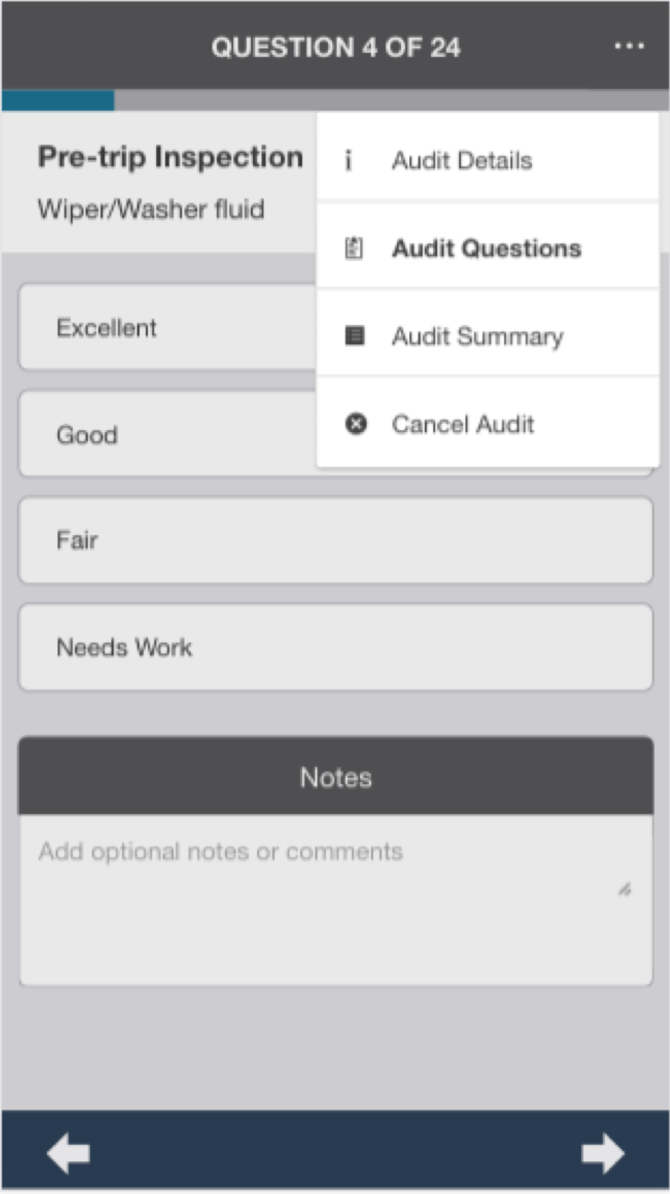 QUESTION 4 OF 24
Pre-trip Inspection
Wiper/Washer fluid
Audit Details
Audit Questions
Audit Summary
Cancel Audit
Excellent
Good
Fair
Needs Work
Notes
Add optional notes or comments